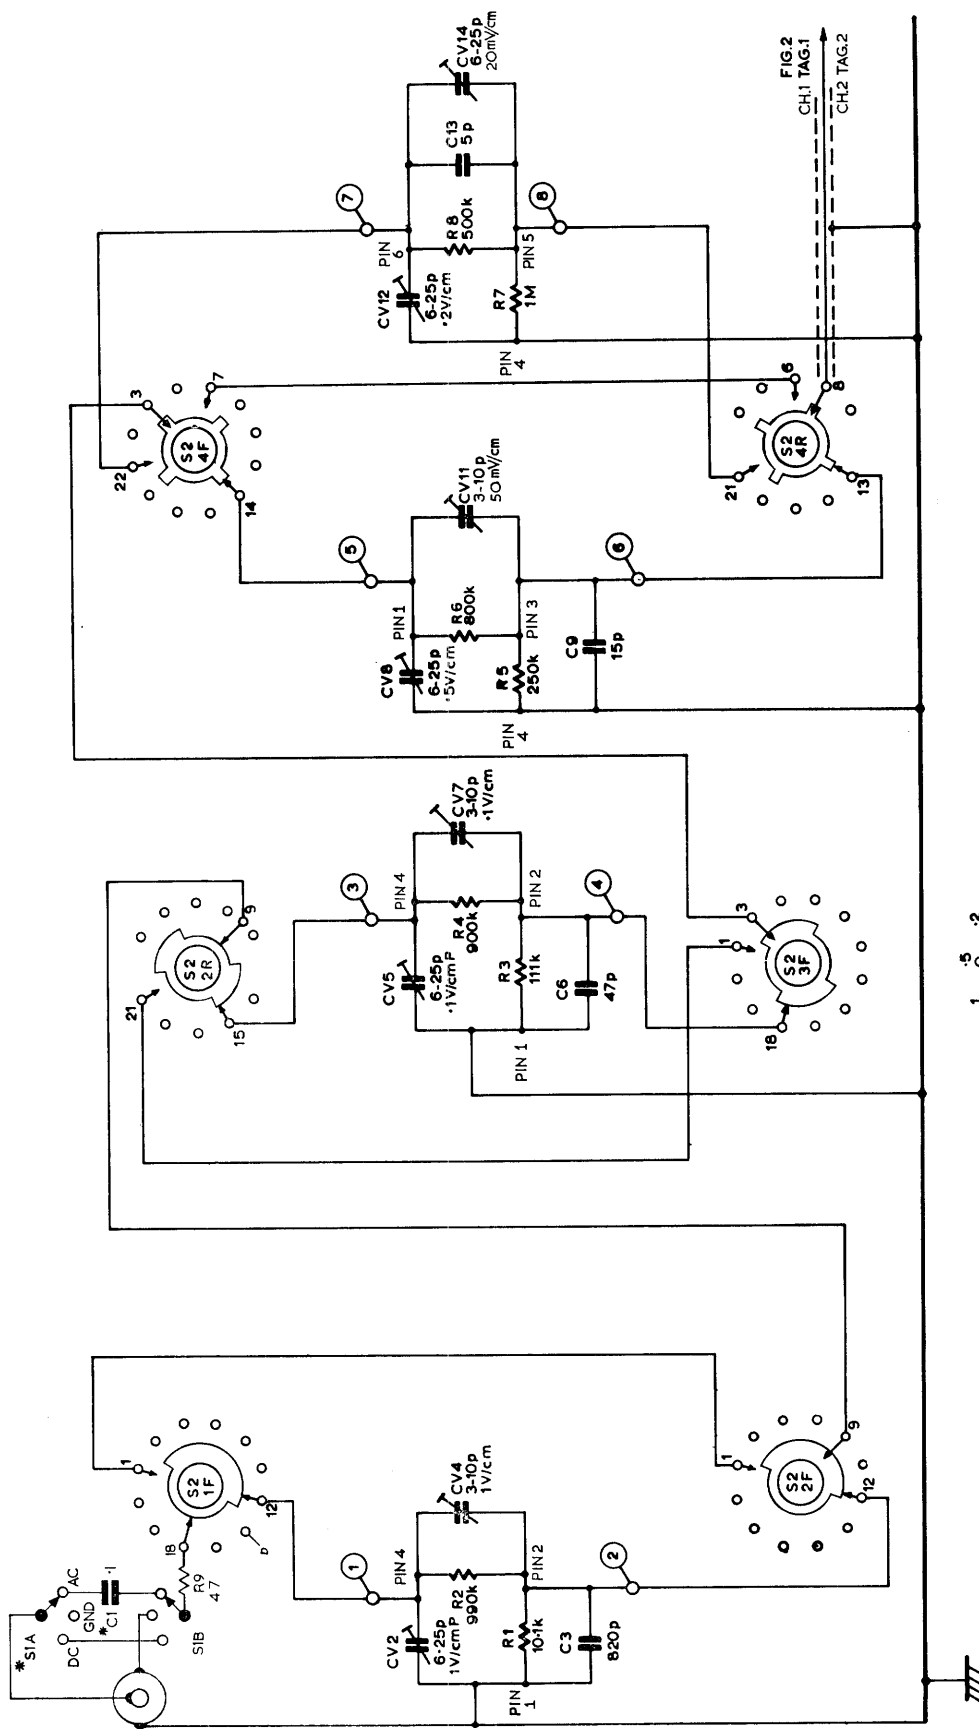 *S1A
AC
DC
GND
*C1
·1
S1B
R9
47
18
S2
1F
1
12
D
1
PIN 4
CV2
6-25p
1V/cm P
R2
990k
CV4
3-10p
1V/cm
PIN 2
R1
10·1k
PIN
1
C3
820p
2
1
S2
2F
9
12
21
S2
2R
9
15
3
PIN 4
CV5
6-25p
·1V/cm P
R4
900k
CV7
3-10p
·1V/cm
PIN 2
R3
111k
PIN 1
C6
47p
4
1
3
S2
3F
18
1
·5
·2
3
7
22
S2
4F
14
5
PIN 1
CV8
6-25p
·5V/cm
R6
800k
CV11
3-10p
50mV/cm
PIN 3
R5
250k
PIN
4
C9
15p
6
7
PIN
6
CV12
6-25p
·2V/cm
R8
500k
C13
5p
CV14
6-25p
20mV/cm
PIN 5
R7
1M
PIN
4
8
21
S2
4R
6
8
13
FIG.2
CH.1 TAG.1
CH.2 TAG.2